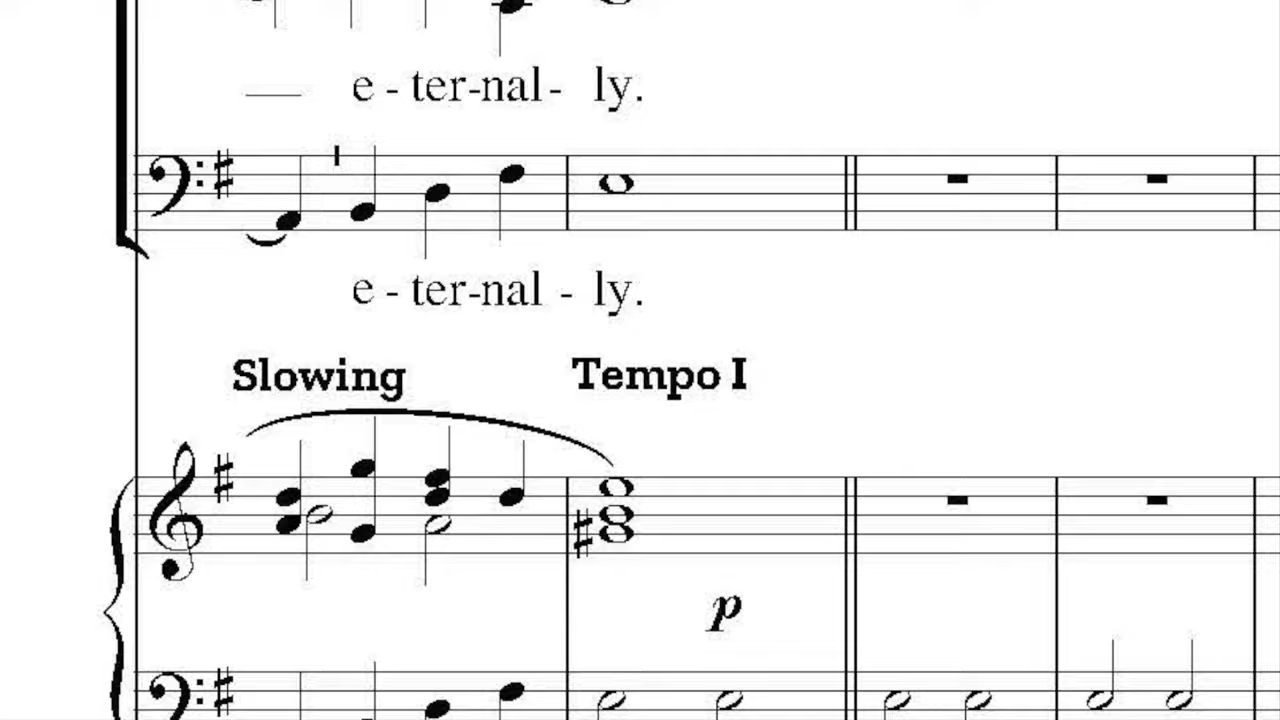 e - ter-nal- ly.
e - ter-nal - ly.
Slowing Tempo I
p